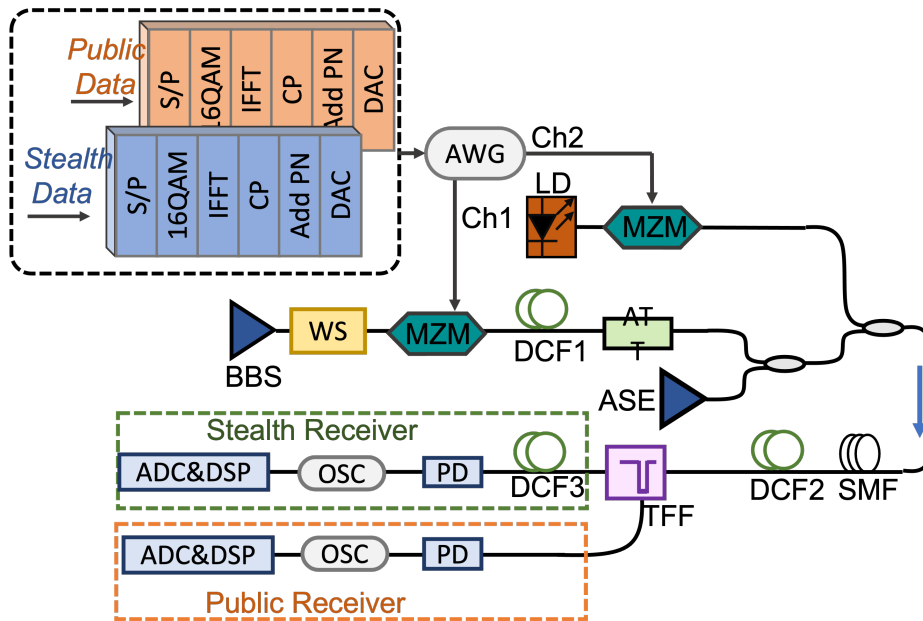 Public
Data
S/P
16QAM
IFFT
CP
Add PN
DAC
Stealth
Data
S/P
16QAM
IFFT
CP
Add PN
DAC
AWG
Ch2
Ch1
LD
MZM
BBS
WS
MZM
DCF1
AT
T
ASE
Stealth Receiver
ADC&DSP
OSC
PD
DCF3
TFF
DCF2
SMF
ADC&DSP
OSC
PD
Public Receiver